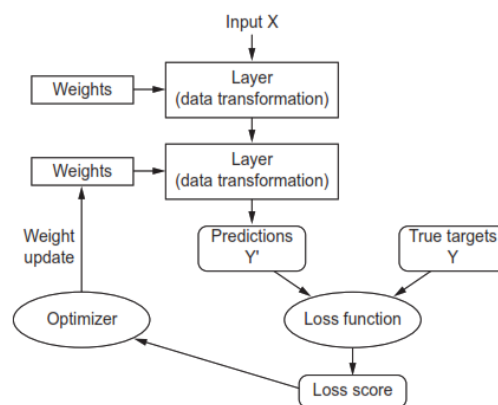 Input X
Weights
Layer
(data transformation)
Weights
Layer
(data transformation)
Weight
update
Predictions
Y'
True targets
Y
Optimizer
Loss function
Loss score